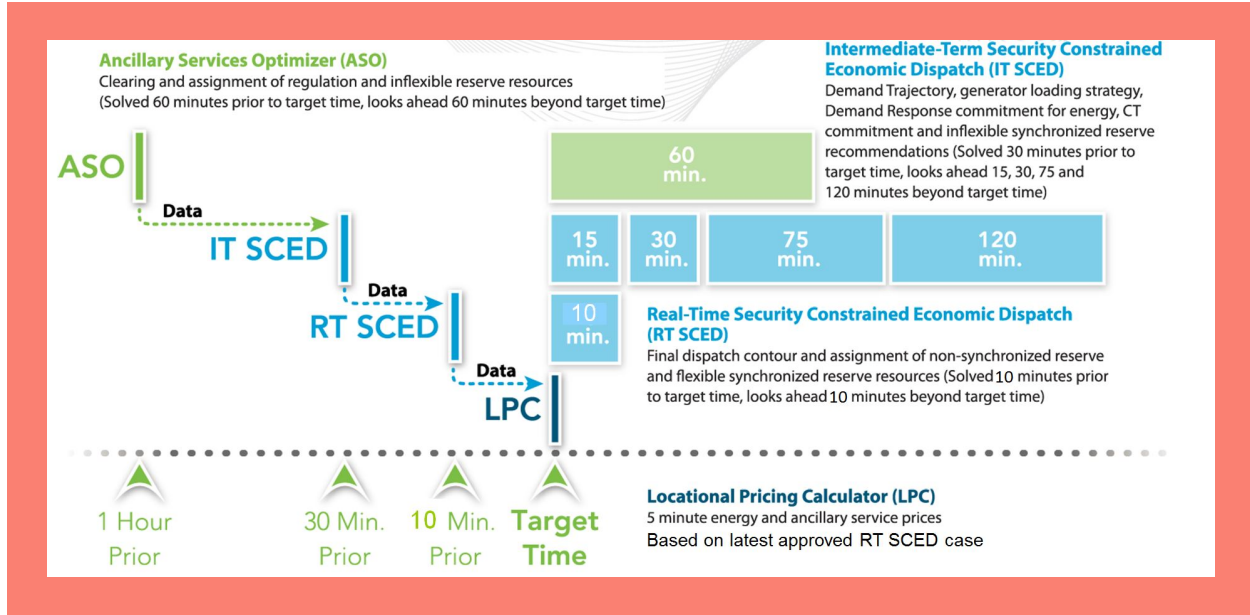 Ancillary Services Optimizer (ASO)
Clearing and assignment of regulation and inflexible reserve resources
(Solved 60 minutes prior to target time, looks ahead 60 minutes beyond target time)
Intermediate-Term Security Constrained
Economic Dispatch (IT SCED)
Demand Trajectory, generator loading strategy,
Demand Response commitment for energy, CT
commitment and inflexible synchronized reserve
recommendations (Solved 30 minutes prior to
target time, looks ahead 15, 30, 75 and
120 minutes beyond target time)
ASO
60
min.
Data
IT SCED
15
min.
30
min.
75
min.
120
min.
Data
RT SCED
10
min.
Real-Time Security Constrained Economic Dispatch
(RT SCED)
Final dispatch contour and assignment of non-synchronized reserve
and flexible synchronized reserve resources (Solved 10 minutes prior
to target time, looks ahead 10 minutes beyond target time)
Data
LPC
1 Hour
Prior
30 Min.
Prior
10 Min.
Prior
Target
Time
Locational Pricing Calculator (LPC)
5 minute energy and ancillary service prices
Based on latest approved RT SCED case